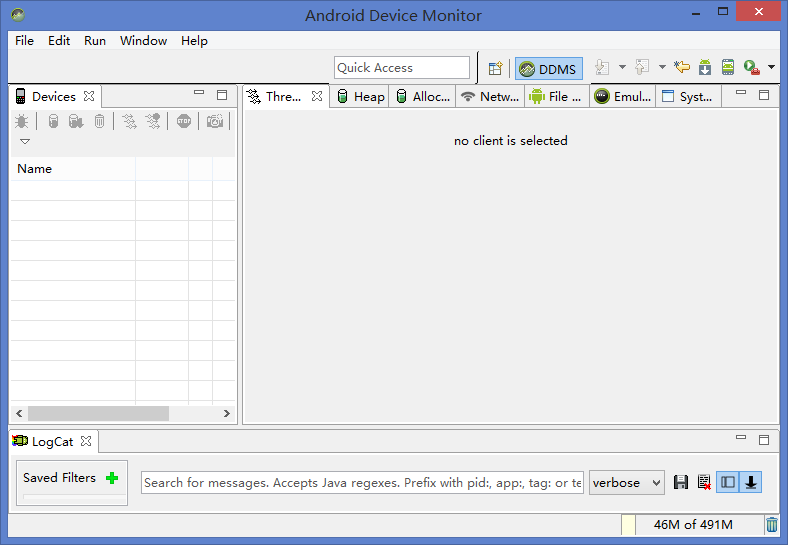 Android Device Monitor
File Edit Run Window Help
Quick Access
DDMS
Devices
Thre... Heap Alloc... Netw... File ... Emul... Syst...
STOP
no client is selected
Name
LogCat
Saved Filters
Search for messages. Accepts Java regexes. Prefix with pid:, app:, tag: or te
verbose
46M of 491M